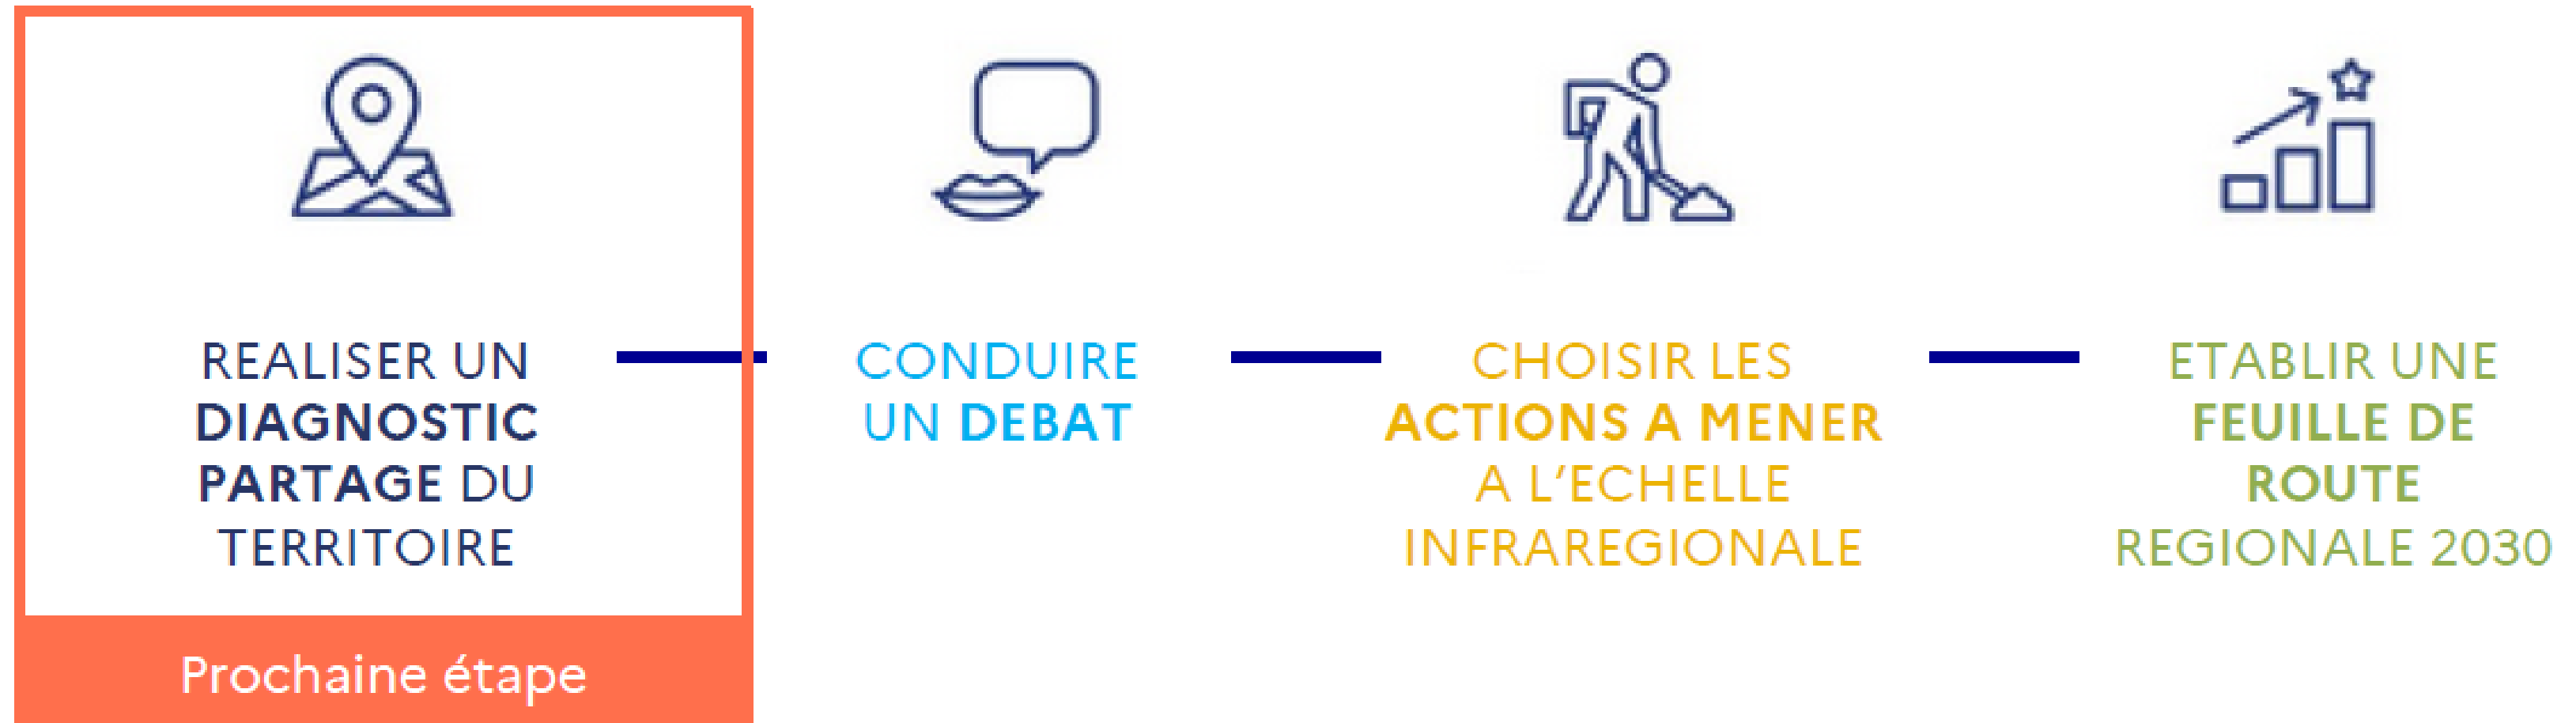 REALISER UN
DIAGNOSTIC
PARTAGE DU
TERRITOIRE
Prochaine étape
CONDUIRE
UN DEBAT
CHOISIR LES
ACTIONS A MENER
A L'ECHELLE
INFRAREGIONALE
ETABLIR UNE
FEUILLE DE
ROUTE
REGIONALE 2030